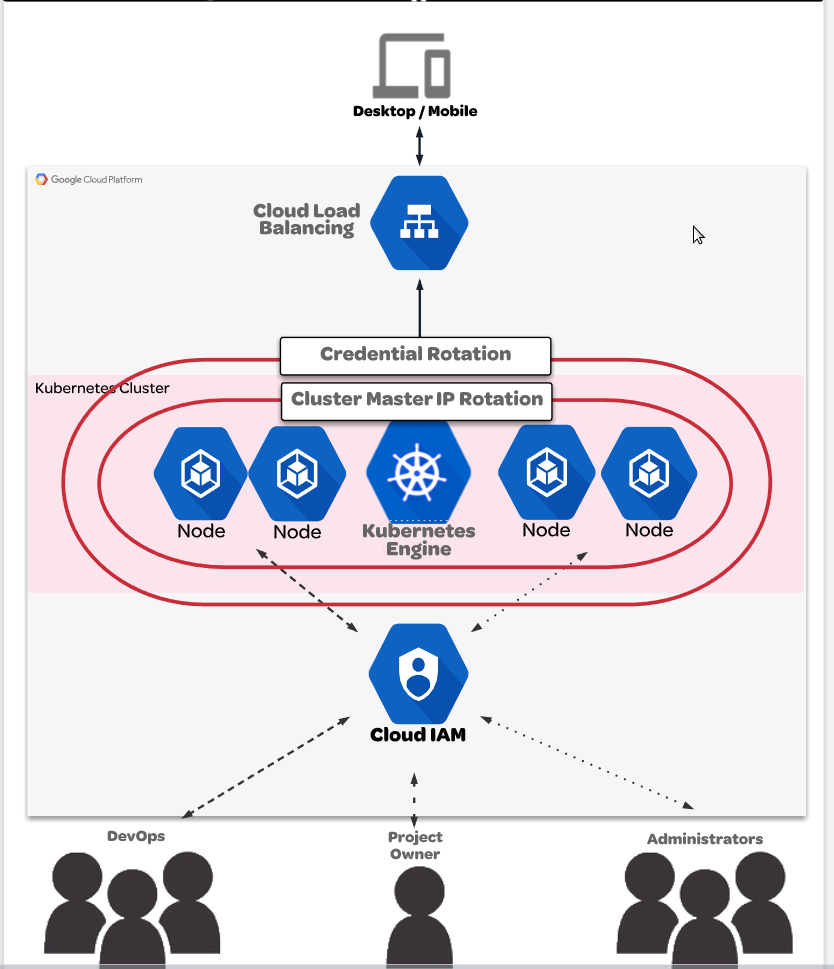 Desktop / Mobile
Google Cloud Platform
Cloud Load
Balancing
Credential Rotation
Kubernetes Cluster
Cluster Master IP Rotation
Node
Node
Kubernetes
Engine
Node
Node
Cloud IAM
DevOps
Project
Owner
Administrators